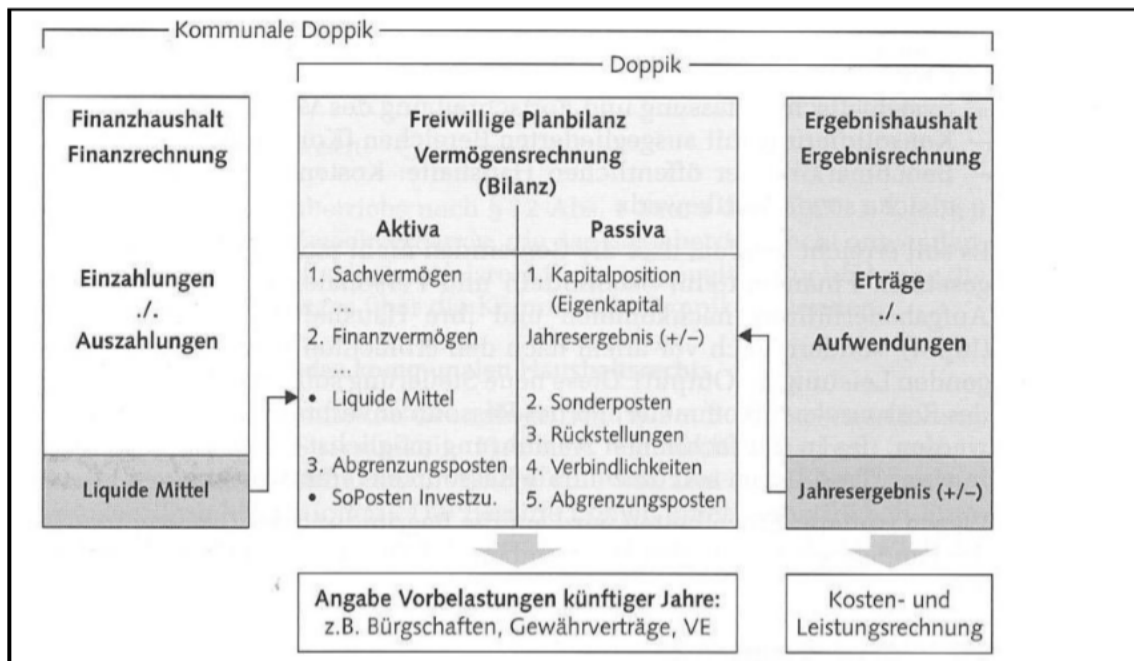 Kommunale Doppik
Doppik
Finanzhaushalt
Finanzrechnung
Einzahlungen
./.
Auszahlungen
Liquide Mittel
Freiwillige Planbilanz
Vermögensrechnung
(Bilanz)
Aktiva
1. Sachvermögen
...
2. Finanzvermögen
...
• Liquide Mittel
3. Abgrenzungsposten
• SoPosten Investzu.
Passiva
1. Kapitalposition
(Eigenkapital
Jahresergebnis (+/–)
2. Sonderposten
3. Rückstellungen
4. Verbindlichkeiten
5. Abgrenzungsposten
Ergebnishaushalt
Ergebnisrechnung
Erträge
./.
Aufwendungen
Jahresergebnis (+/–)
Angabe Vorbelastungen künftiger Jahre:
z.B. Bürgschaften, Gewährverträge, VE
Kosten- und
Leistungsrechnung